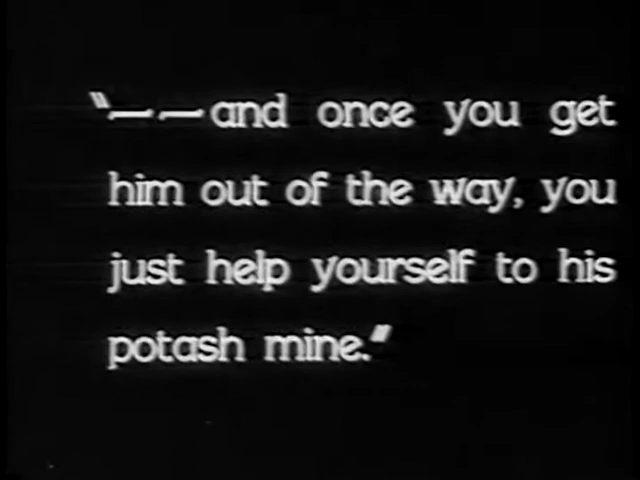 "——and once you get
him out of the way, you
just help yourself to his
potash mine."